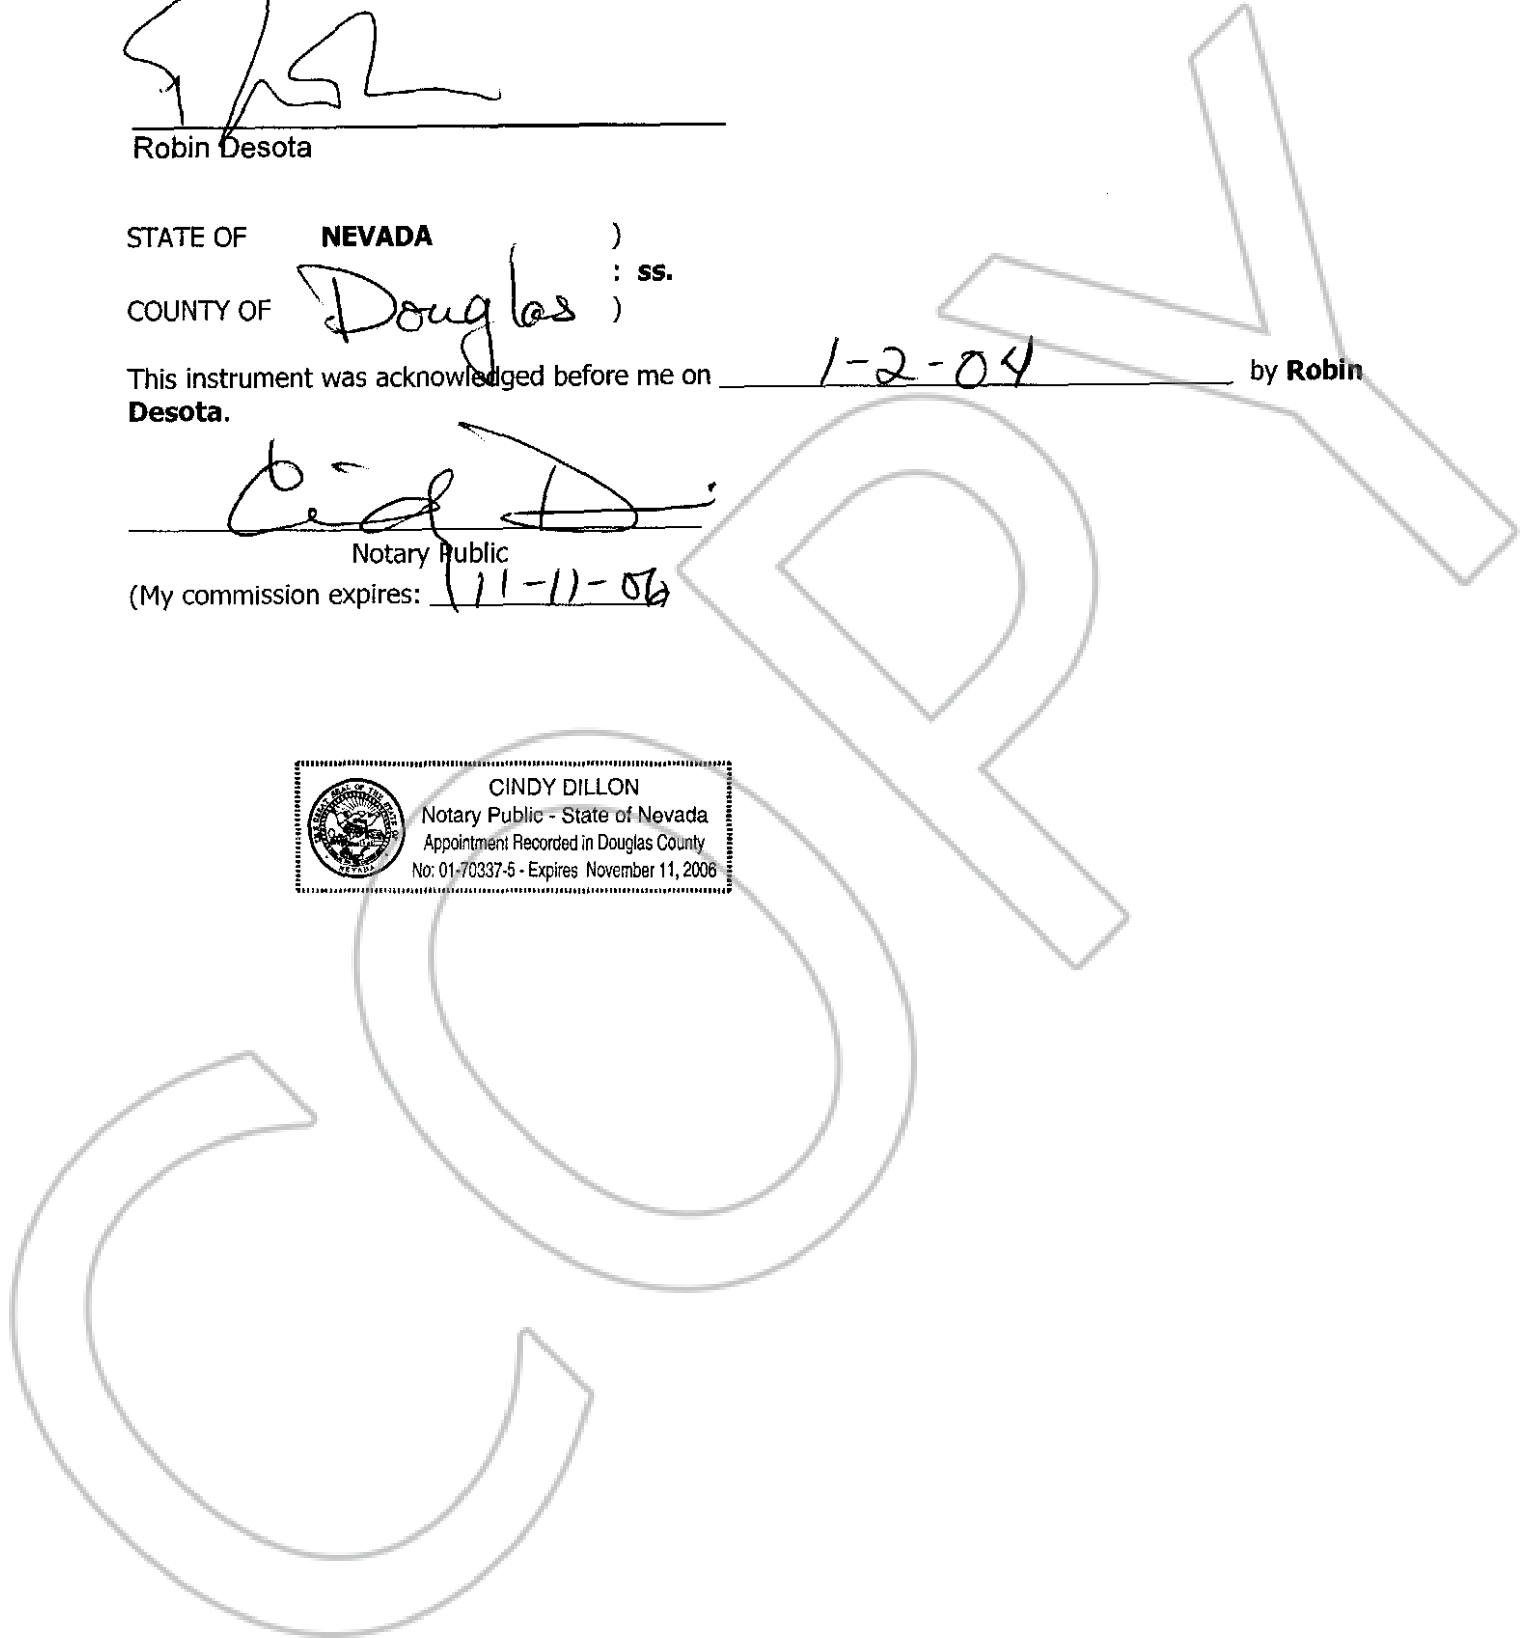 Robin Desota
STATE OF NEVADA )
: ss.
COUNTY OF Douglas )
This instrument was acknowledged before me on 1-2-04 by Robin
Desota.
Notary Public
(My commission expires: 11-11-06
CINDY DILLON
Notary Public - State of Nevada
Appointment Recorded in Douglas County
No: 01-70337-5 - Expires November 11, 2006
COPY